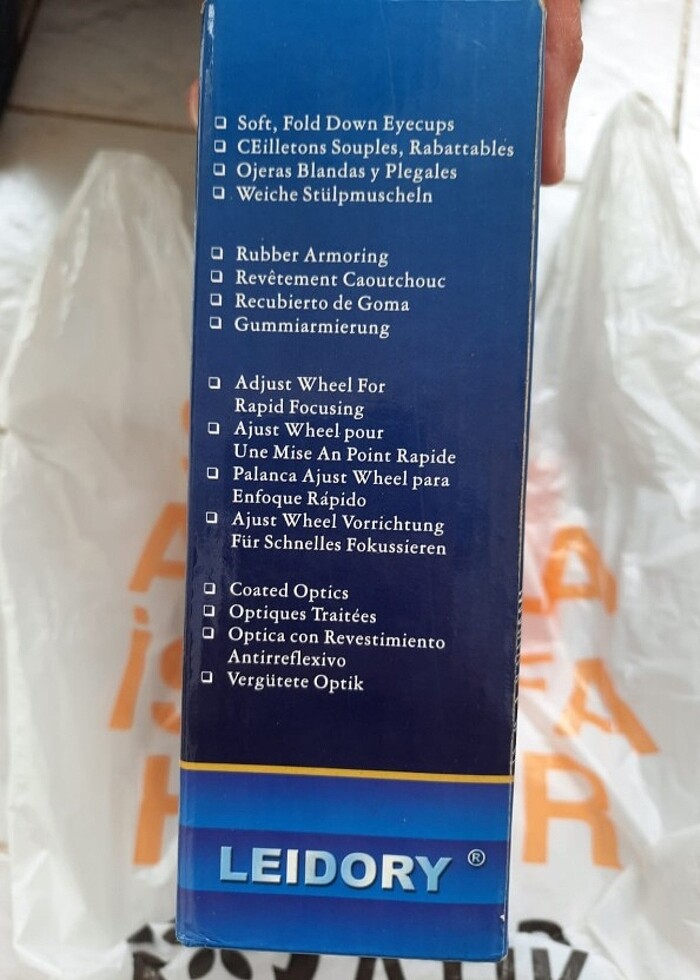 Soft, Fold Down Eyecups
CEilletons Souples, Rabattables
Ojeras Blandas y Plegales
Weiche Stülpmuscheln
Rubber Armoring
Revêtement Caoutchouc
Recubierto de Goma
Gummiarmierung
Adjust Wheel For
Rapid Focusing
Ajust Wheel pour
Une Mise An Point Rapide
Palanca Ajust Wheel para
Enfoque Rápido
Ajust Wheel Vorrichtung
Für Schnelles Fokussieren
Coated Optics
Optiques Traitées
Optica con Revestimiento
Antirreflexivo
Vergütete Optik
LEIDORY ®